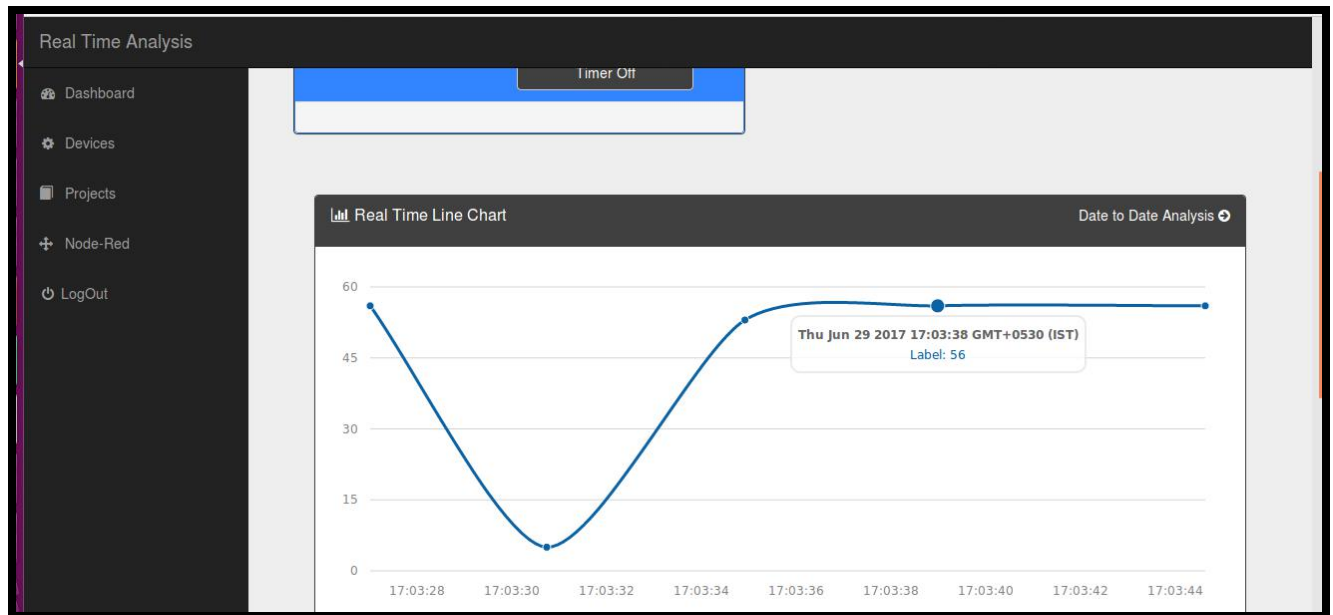 Real Time Analysis
Timer Off
Dashboard
Devices
Projects
Node-Red
LogOut
Real Time Line Chart
Date to Date Analysis
60
45
30
15
0
Thu Jun 29 2017 17:03:38 GMT+0530 (IST)
Label: 56
17:03:28 17:03:30 17:03:32 17:03:34 17:03:36 17:03:38 17:03:40 17:03:42 17:03:44